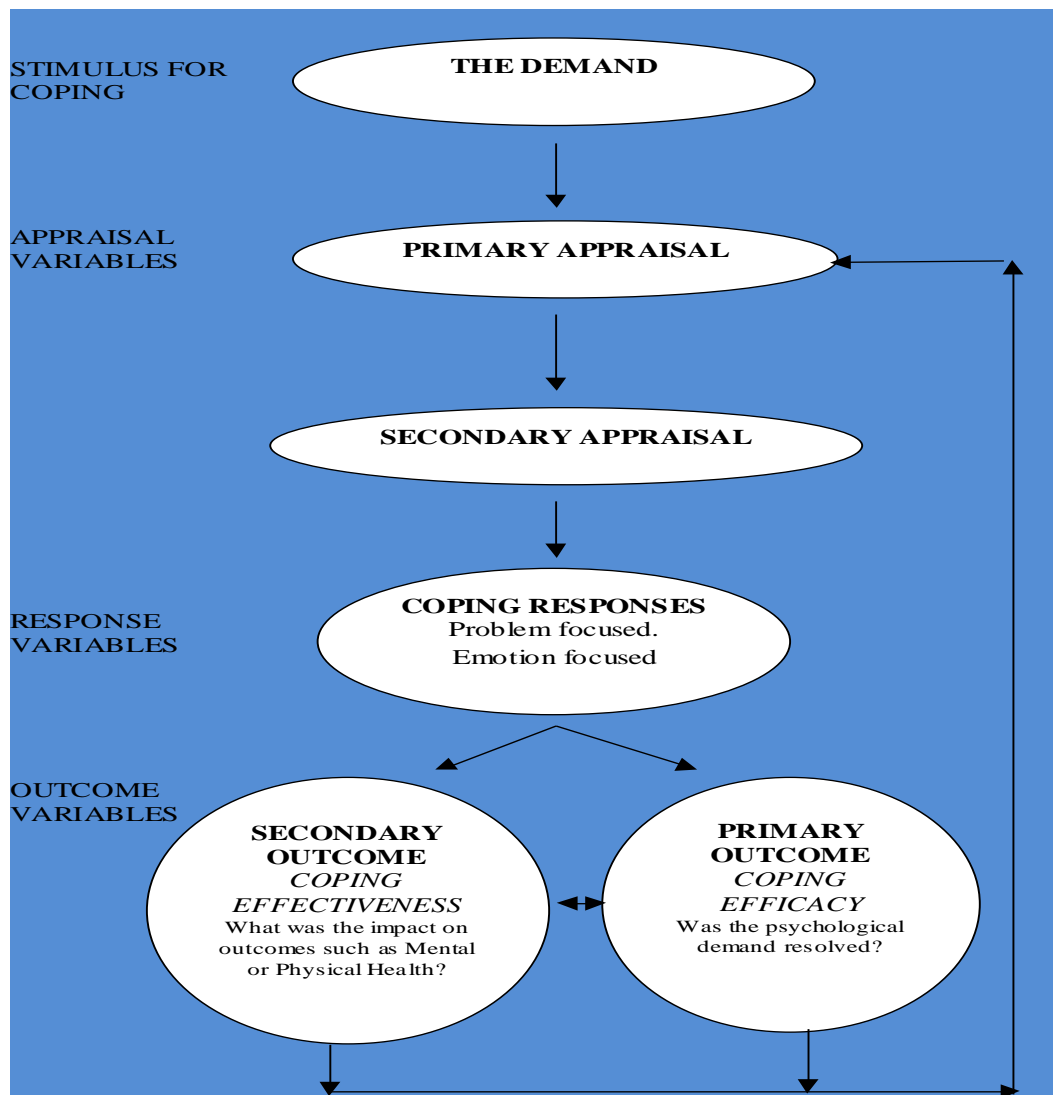 STIMULUS FOR
COPING
THE DEMAND
APPRAISAL
VARIABLES
PRIMARY APPRAISAL
SECONDARY APPRAISAL
RESPONSE
VARIABLES
COPING RESPONSES
Problem focused.
Emotion focused
OUTCOME
VARIABLES
SECONDARY
OUTCOME
COPING
EFFECTIVENESS
What was the impact on
outcomes such as Mental
or Physical Health?
PRIMARY
OUTCOME
COPING
EFFICACY
Was the psychological
demand resolved?